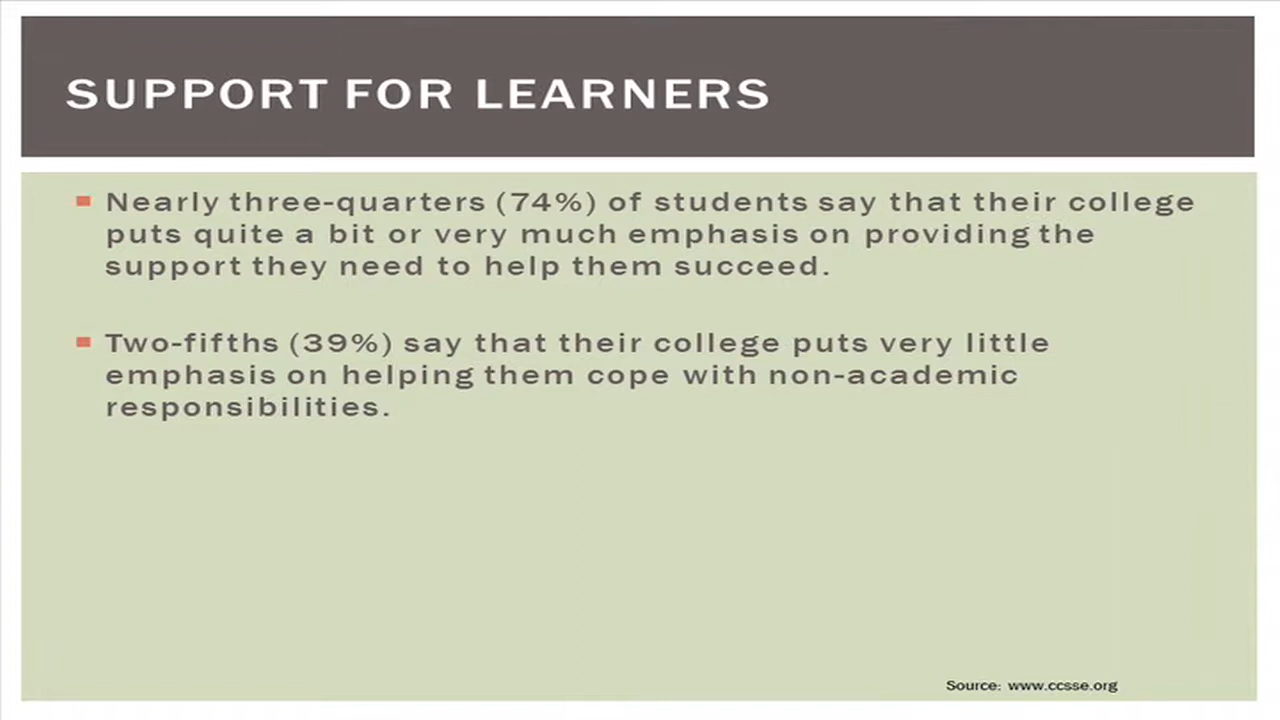 SUPPORT FOR LEARNERS
Nearly three-quarters (74%) of students say that their college
puts quite a bit or very much emphasis on providing the
support they need to help them succeed.
Two-fifths (39%) say that their college puts very little
emphasis on helping them cope with non-academic
responsibilities.
Source: www.ccsse.org